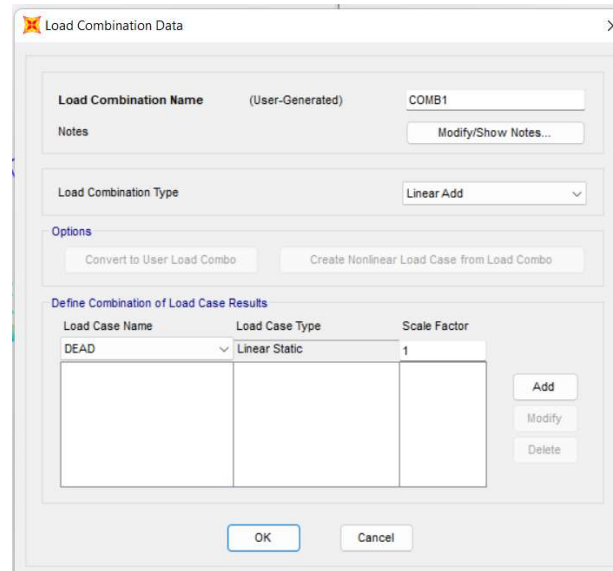 Load Combination Data
Load Combination Name (User-Generated) COMB1
Notes Modify/Show Notes...
Load Combination Type Linear Add
Options
Convert to User Load Combo Create Nonlinear Load Case from Load Combo
Define Combination of Load Case Results
Load Case Name Load Case Type Scale Factor
DEAD Linear Static 1
Add
Modify
Delete
OK Cancel